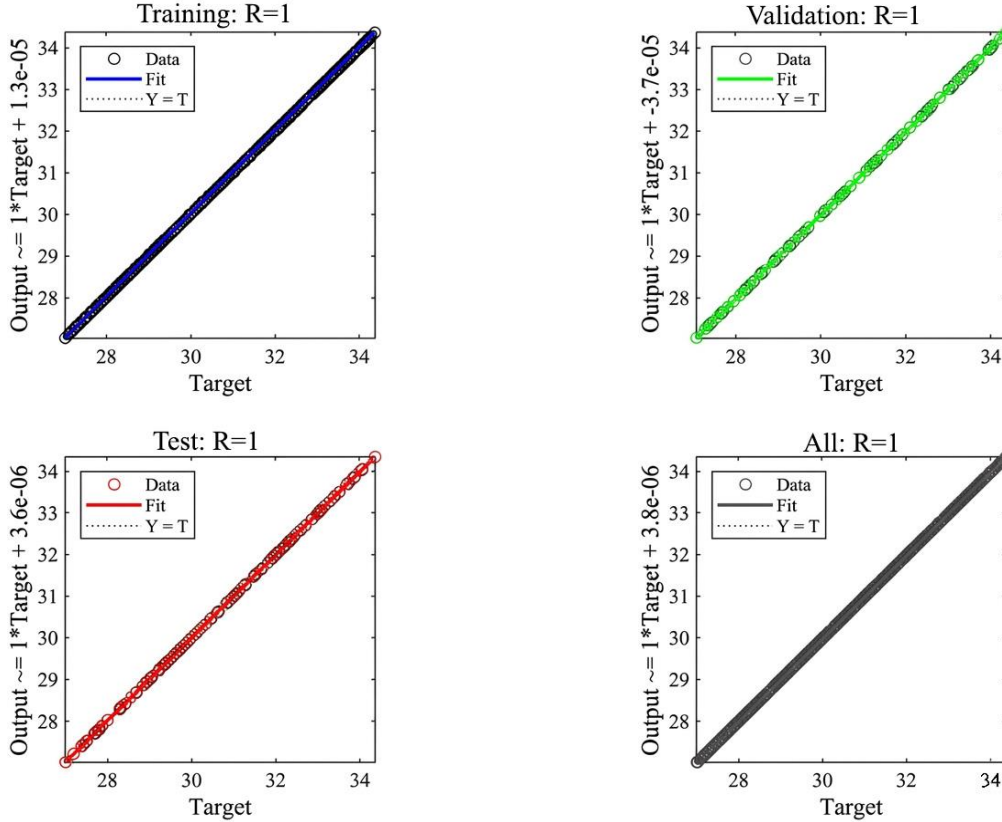 Training: R=1
Output ~= 1*Target + 1.3e-05
34
33
32
31
30
29
28
Data
Fit
Y = T
28
30
32
34
Target
Validation: R=1
Output ~= 1*Target + -3.7e-05
34
33
32
31
30
29
28
Data
Fit
Y = T
28
30
32
34
Target
Test: R=1
Output ~= 1*Target + 3.6e-06
34
33
32
31
30
29
28
Data
Fit
Y = T
28
30
32
34
Target
All: R=1
Output ~= 1*Target + 3.8e-06
34
33
32
31
30
29
28
Data
Fit
Y = T
28
30
32
34
Target